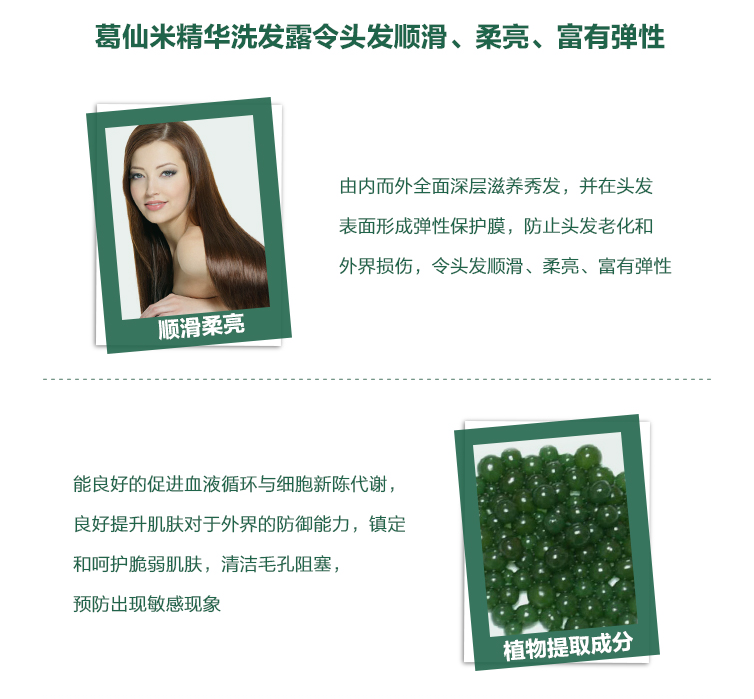 葛仙米精华洗发露令头发顺滑、柔亮、富有弹性
由内而外全面深层滋养秀发，并在头发
表面形成弹性保护膜，防止头发老化和
外界损伤，令头发顺滑、柔亮、富有弹性
顺滑柔亮
能良好的促进血液循环与细胞新陈代谢，
良好提升肌肤对于外界的防御能力，镇定
和呵护脆弱肌肤，清洁毛孔阻塞，
预防出现敏感现象
植物提取成分